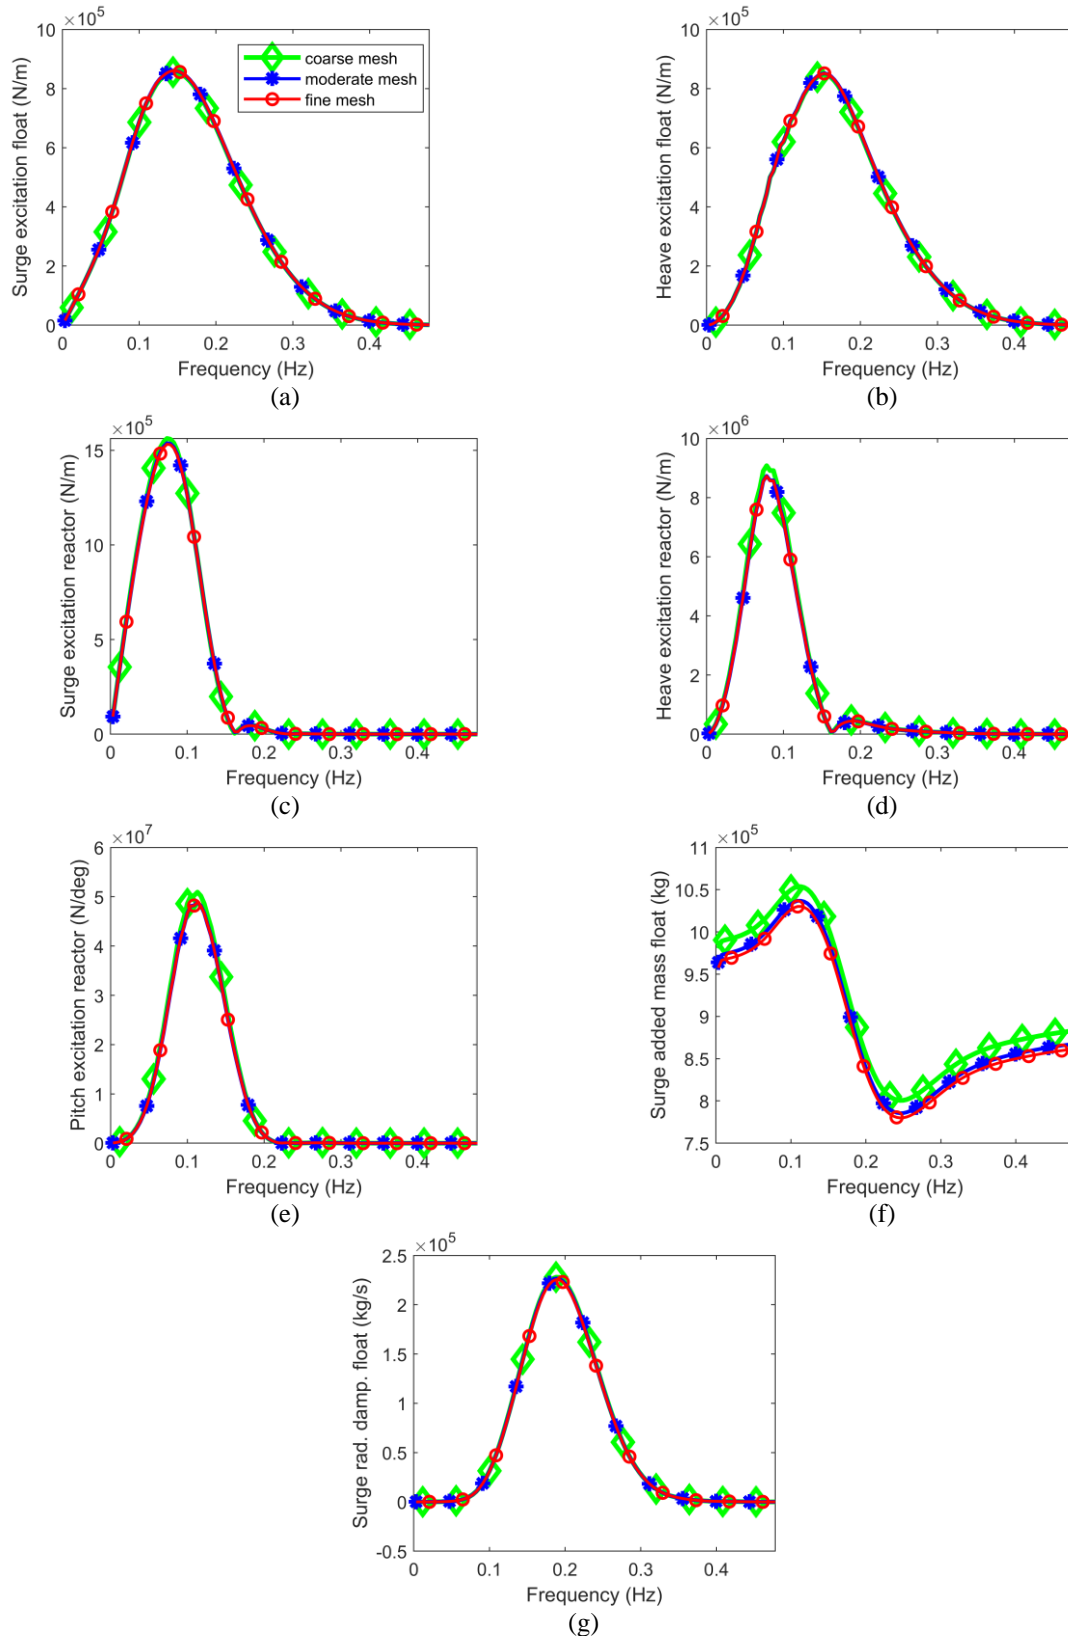 ×10^5
10
8
6
4
2
0
Surge excitation float (N/m)
coarse mesh
moderate mesh
fine mesh
0 0.1 0.2 0.3 0.4
Frequency (Hz)
(a)
×10^5
10
8
6
4
2
0
Heave excitation float (N/m)
0 0.1 0.2 0.3 0.4
Frequency (Hz)
(b)
×10^5
15
10
5
0
Surge excitation reactor (N/m)
0 0.1 0.2 0.3 0.4
Frequency (Hz)
(c)
×10^6
10
8
6
4
2
0
Heave excitation reactor (N/m)
0 0.1 0.2 0.3 0.4
Frequency (Hz)
(d)
×10^7
6
5
4
3
2
1
0
Pitch excitation reactor (N/deg)
0 0.1 0.2 0.3 0.4
Frequency (Hz)
(e)
×10^5
11
10.5
10
9.5
9
8.5
8
7.5
Surge added mass float (kg)
0 0.1 0.2 0.3 0.4
Frequency (Hz)
(f)
×10^5
2.5
2
1.5
1
0.5
0
-0.5
Surge rad. damp. float (kg/s)
0 0.1 0.2 0.3 0.4
Frequency (Hz)
(g)